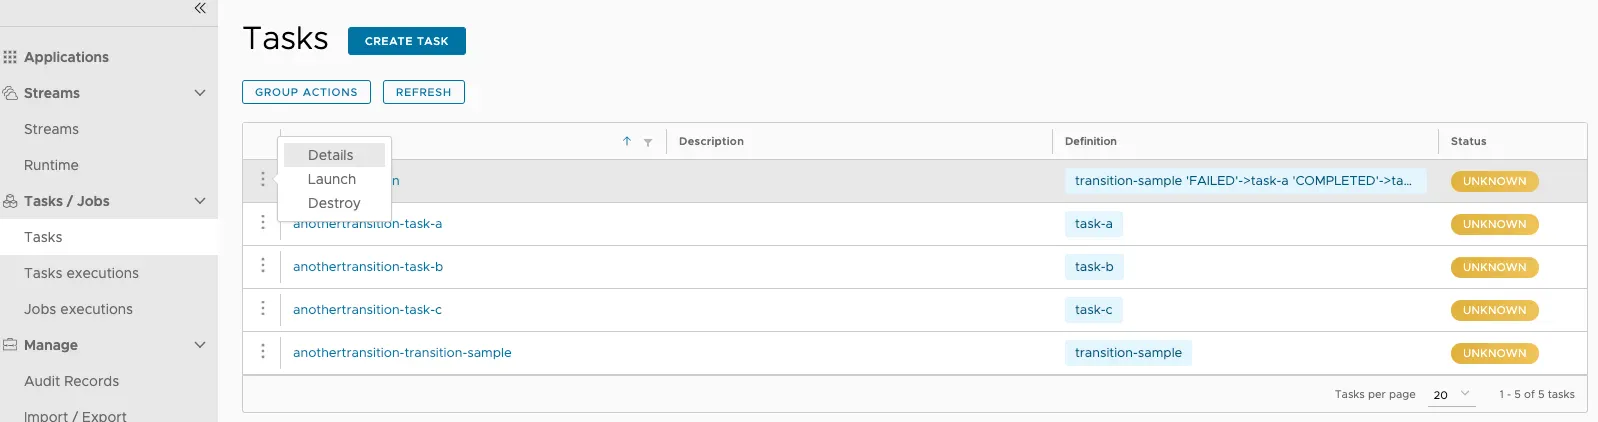 Applications
Streams
Streams
Runtime
Tasks / Jobs
Tasks
Tasks executions
Jobs executions
Manage
Audit Records
Import / Export
Tasks CREATE TASK
GROUP ACTIONS REFRESH
Description Definition Status
Details
Launch
Destroy
transition-sample 'FAILED'->task-a 'COMPLETED'->ta... UNKNOWN
anothertransition-task-a task-a UNKNOWN
anothertransition-task-b task-b UNKNOWN
anothertransition-task-c task-c UNKNOWN
anothertransition-transition-sample transition-sample UNKNOWN
Tasks per page 20 1 - 5 of 5 tasks